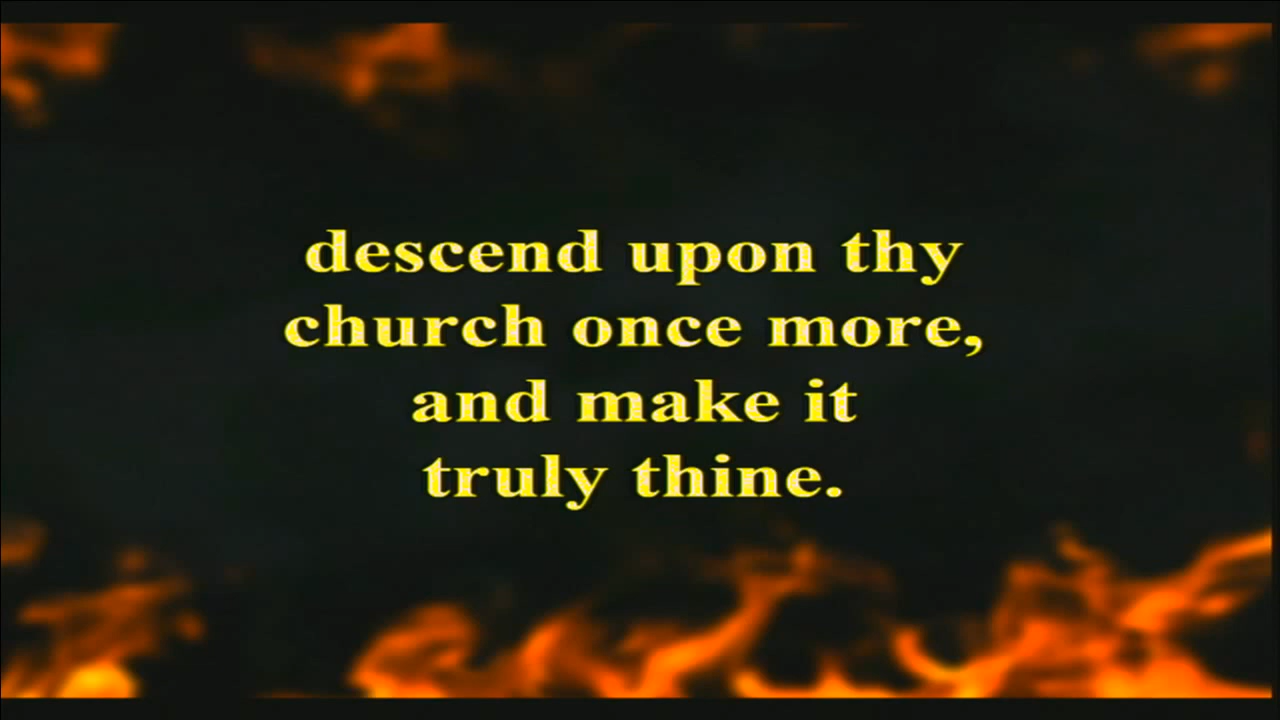 descend upon thy
church once more,
and make it
truly thine.